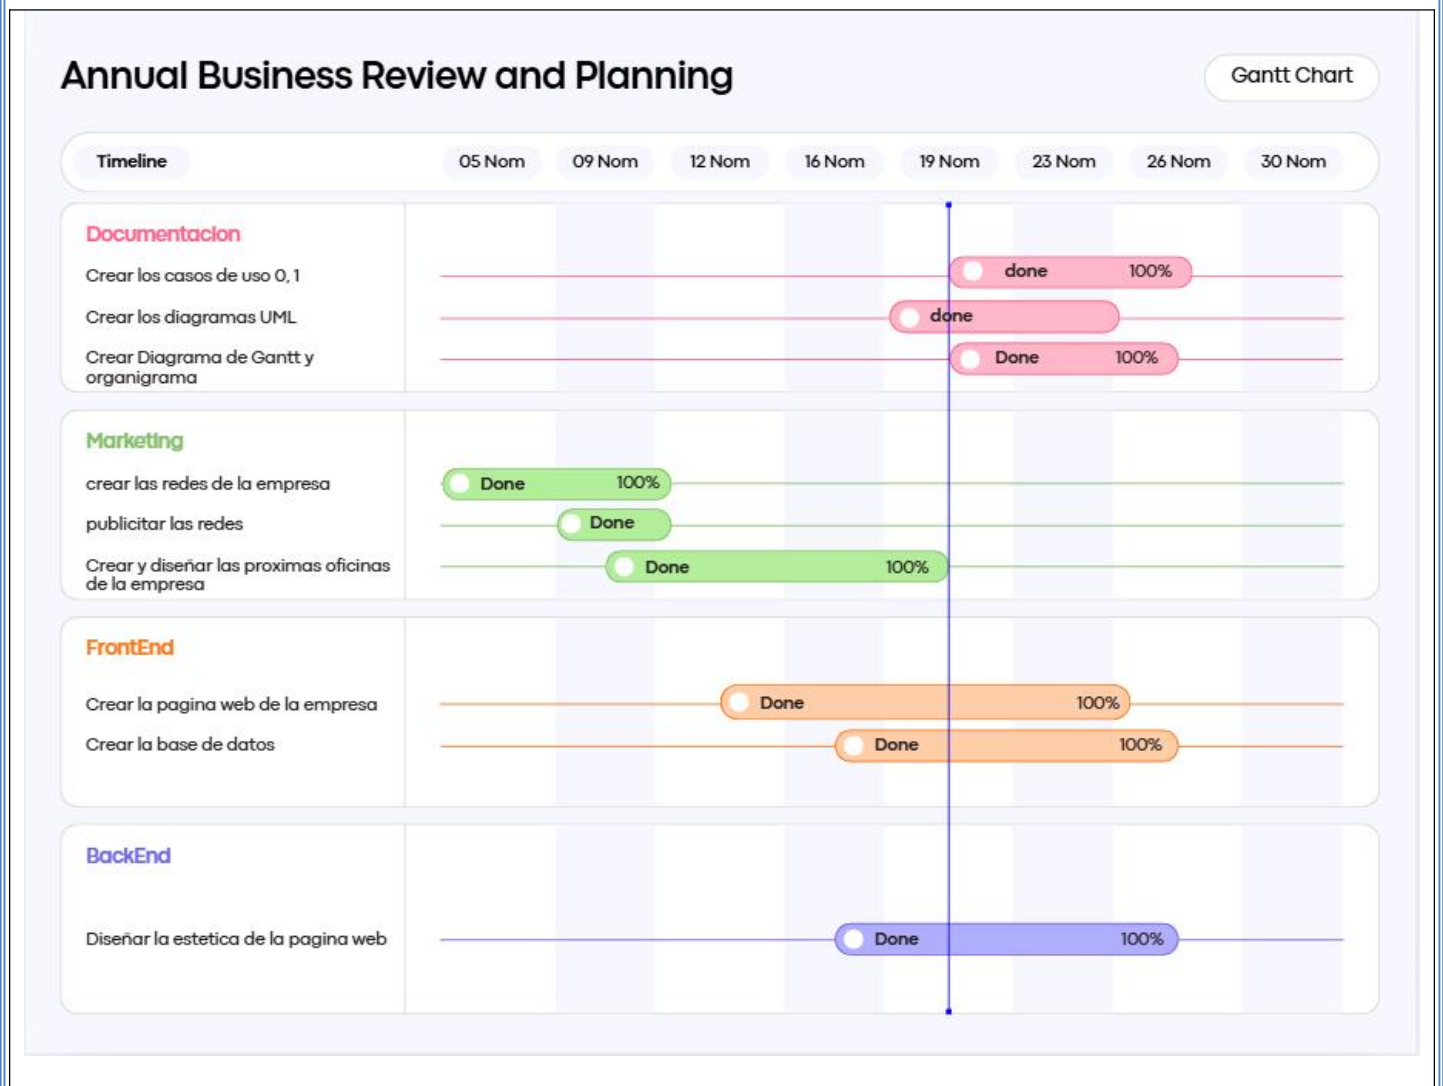 Annual Business Review and Planning
Gantt Chart
Timeline 05 Nom 09 Nom 12 Nom 16 Nom 19 Nom 23 Nom 26 Nom 30 Nom
Documentacion
Crear los casos de uso 0, 1 done 100%
Crear los diagramas UML done
Crear Diagrama de Gantt y
organigrama
Done 100%
Marketing
crear las redes de la empresa Done 100%
publicitar las redes Done
Crear y diseñar las proximas oficinas
de la empresa
Done 100%
FrontEnd
Crear la pagina web de la empresa Done 100%
Crear la base de datos Done 100%
BackEnd
Diseñar la estetica de la pagina web Done 100%